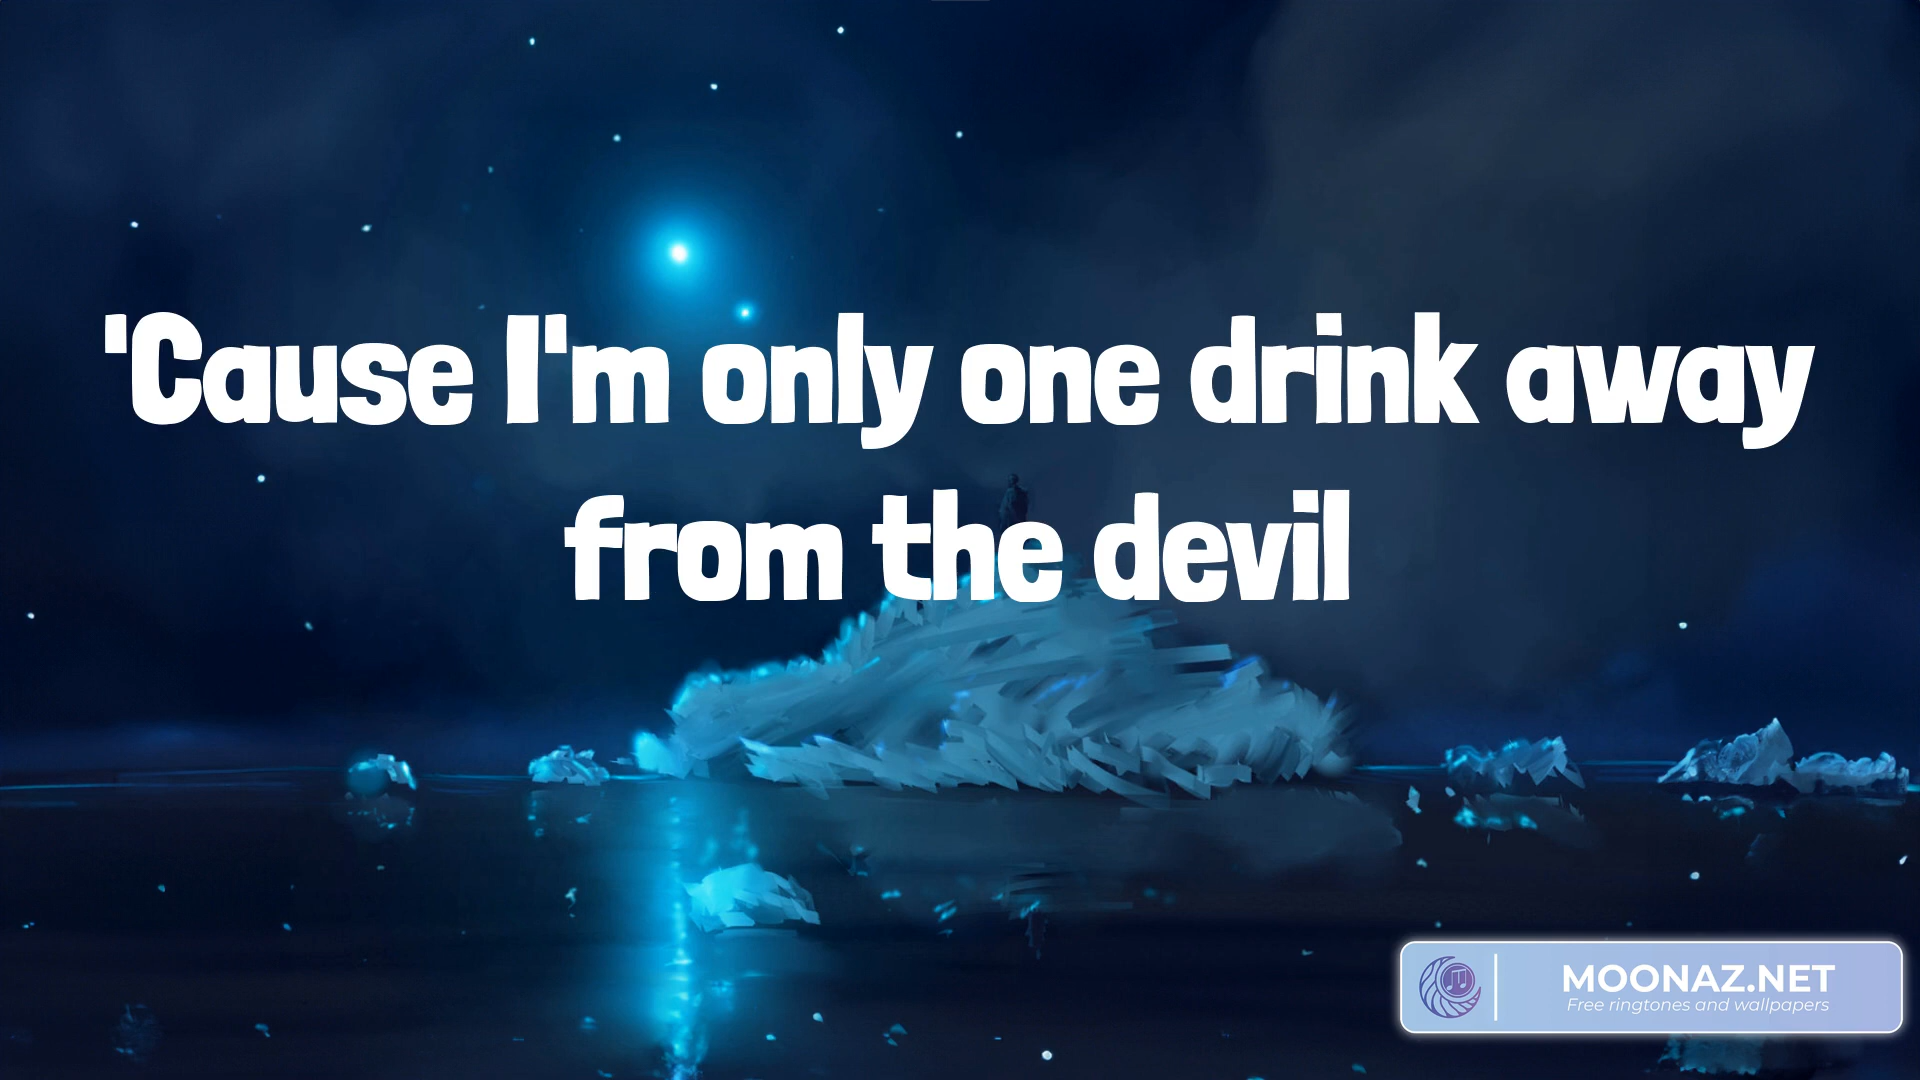 'Cause I'm only one drink away
from the devil
MOONAZ.NET
Free ringtones and wallpapers